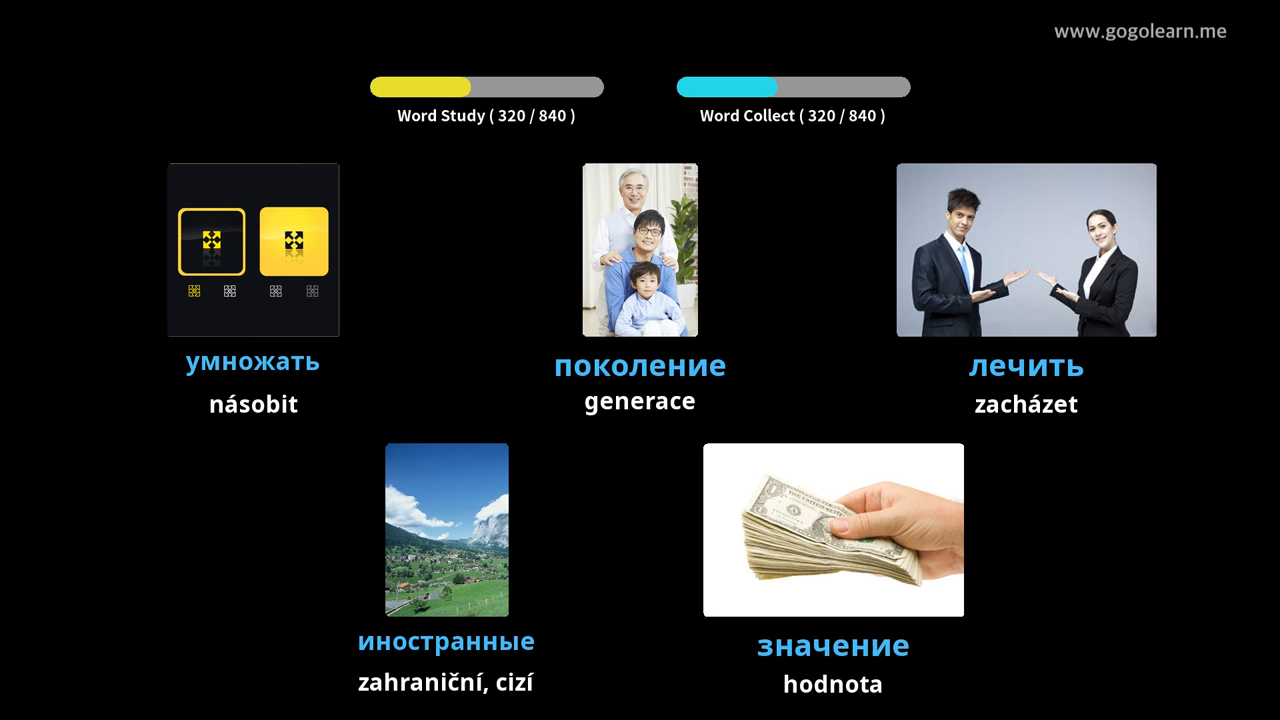 www.gogolearn.me
Word Study ( 320 / 840 )
Word Collect ( 320 / 840 )
умножать
násobit
поколение
generace
лечить
zacházet
иностранные
zahraniční, cizí
значение
hodnota